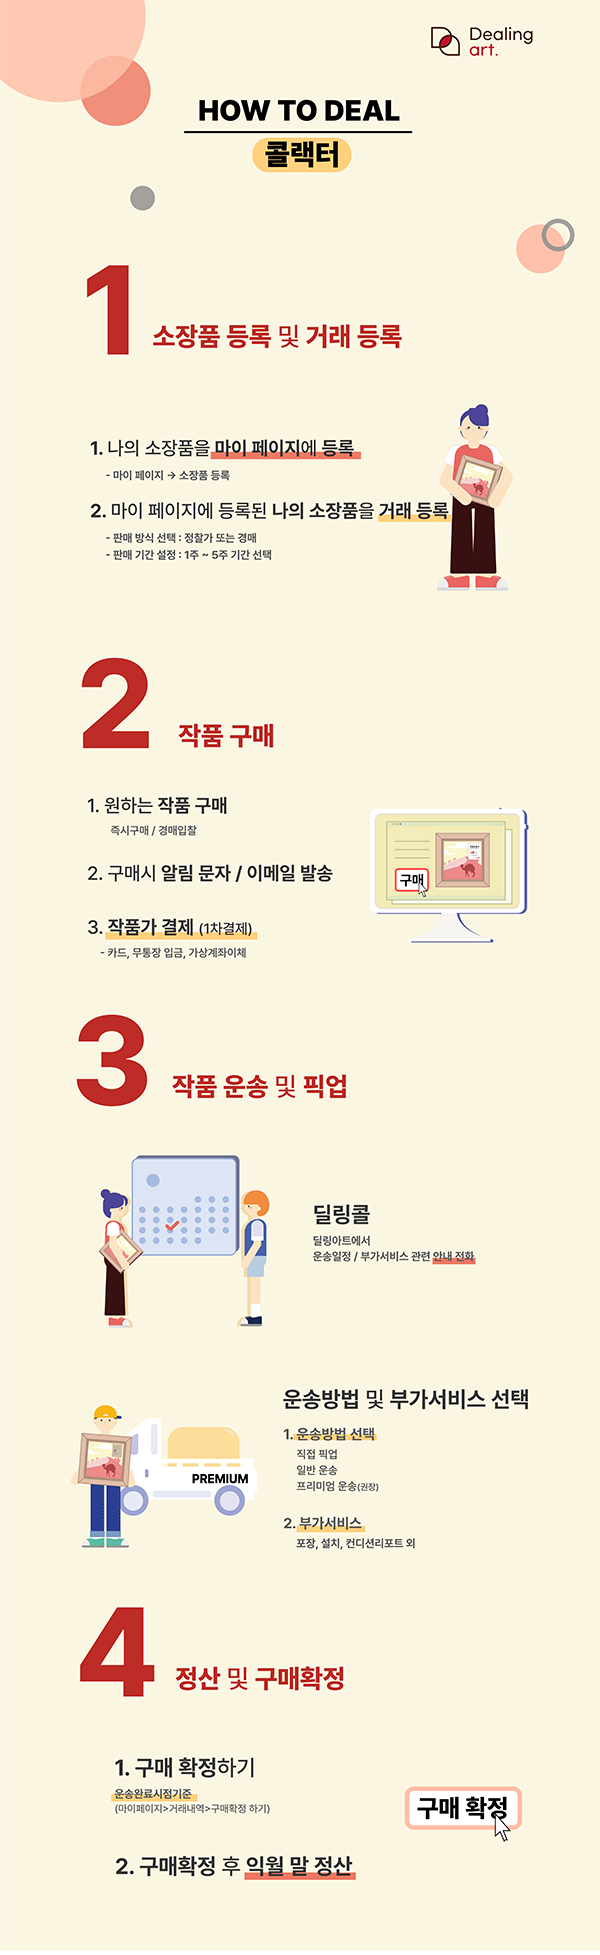 Dealing
art.
HOW TO DEAL
콜랙터
1 소장품 등록 및 거래 등록
1. 나의 소장품을 마이 페이지에 등록
- 마이 페이지 → 소장품 등록
2. 마이 페이지에 등록된 나의 소장품을 거래 등록
- 판매 방식 선택 : 정찰가 또는 경매
- 판매 기간 설정 : 1주 ~ 5주 기간 선택
2 작품 구매
1. 원하는 작품 구매
즉시구매 / 경매입찰
2. 구매시 알림 문자 / 이메일 발송
3. 작품가 결제 (1차결제)
- 카드, 무통장 입금, 가상계좌이체
구매
3 작품 운송 및 픽업
딜링콜
딜링아트에서
운송일정 / 부가서비스 관련 안내 전화
운송방법 및 부가서비스 선택
1. 운송방법 선택
직접 픽업
일반 운송
프리미엄 운송(권장)
PREMIUM
2. 부가서비스
포장, 설치, 컨디션리포트 외
4 정산 및 구매확정
1. 구매 확정하기
운송완료시점기준
(마이페이지>거래내역>구매확정 하기)
구매 확정
2. 구매확정 후 익월 말 정산